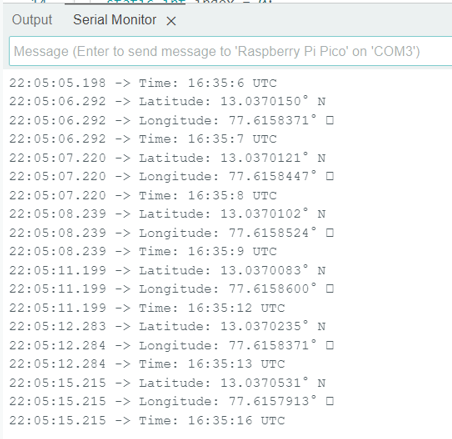 Output Serial Monitor ×
Message (Enter to send message to 'Raspberry Pi Pico' on 'COM3')
22:05:05.198 -> Time: 16:35:6 UTC
22:05:06.292 -> Latitude: 13.0370150° N
22:05:06.292 -> Longitude: 77.6158371° □
22:05:06.292 -> Time: 16:35:7 UTC
22:05:07.220 -> Latitude: 13.0370121° N
22:05:07.220 -> Longitude: 77.6158447° □
22:05:07.220 -> Time: 16:35:8 UTC
22:05:08.239 -> Latitude: 13.0370102° N
22:05:08.239 -> Longitude: 77.6158524° □
22:05:08.239 -> Time: 16:35:9 UTC
22:05:11.199 -> Latitude: 13.0370083° N
22:05:11.199 -> Longitude: 77.6158600° □
22:05:11.199 -> Time: 16:35:12 UTC
22:05:12.283 -> Latitude: 13.0370235° N
22:05:12.284 -> Longitude: 77.6158371° □
22:05:12.284 -> Time: 16:35:13 UTC
22:05:15.215 -> Latitude: 13.0370531° N
22:05:15.215 -> Longitude: 77.6157913° □
22:05:15.215 -> Time: 16:35:16 UTC